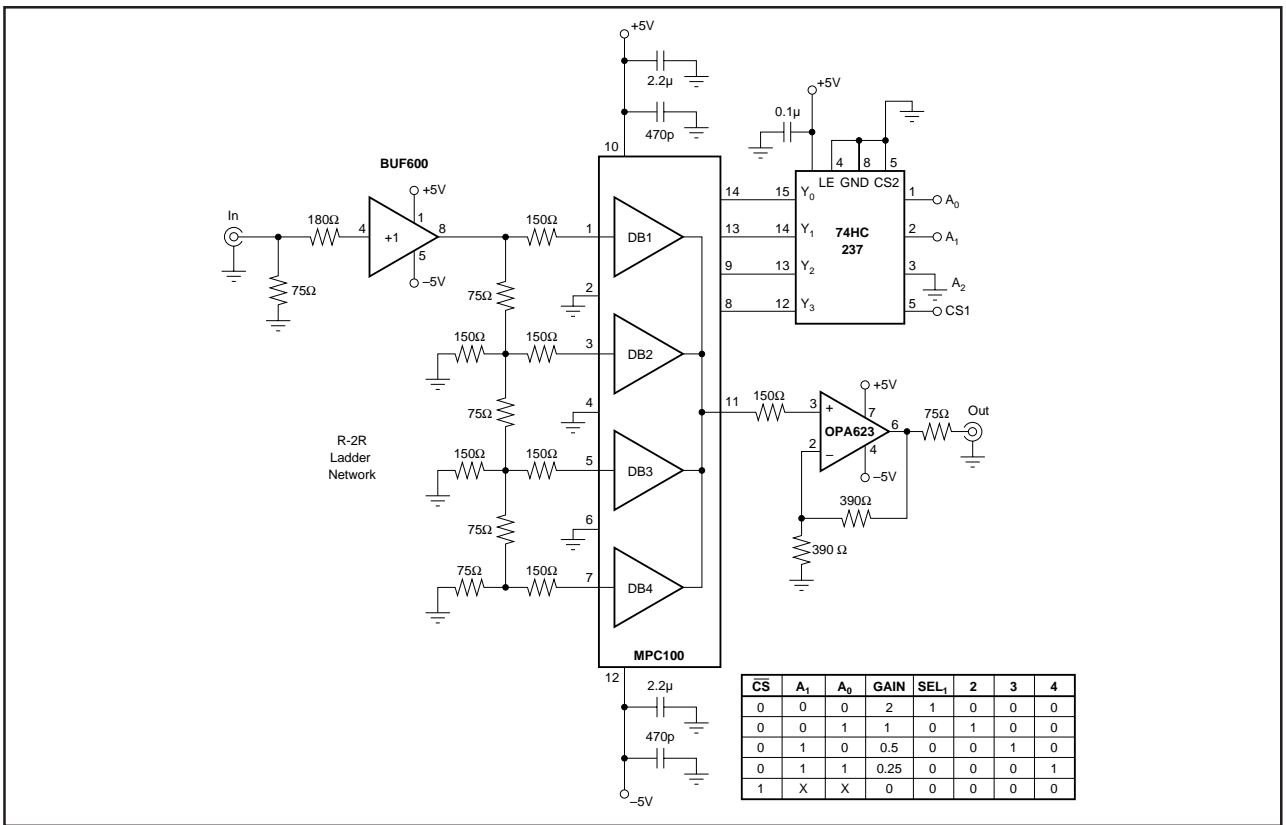 +5V
2.2µ
470p
10
+5V
0.1µ
4 8 5
LE GND CS2
BUF600
+5V
In
180Ω
4
+1
1
8
5
–5V
75Ω
150Ω
1
DB1
2
75Ω
150Ω
150Ω
3
DB2
4
75Ω
R-2R
Ladder
Network
150Ω
150Ω
5
DB3
6
75Ω
75Ω
150Ω
7
DB4
MPC100
14
15
Y0
13
14
Y1
9
13
Y2
8
12
Y3
74HC
237
1
A0
2
A1
3
A2
5
CS1
11
150Ω
3
+
2
–
OPA623
+5V
7
6
4
–5V
75Ω
Out
390Ω
390 Ω
12
2.2µ
470p
–5V
CS A1 A0 GAIN SEL1 2 3 4
0 0 0 2 1 0 0 0
0 0 1 1 0 1 0 0
0 1 0 0.5 0 0 1 0
0 1 1 0.25 0 0 0 1
1 X X 0 0 0 0 0